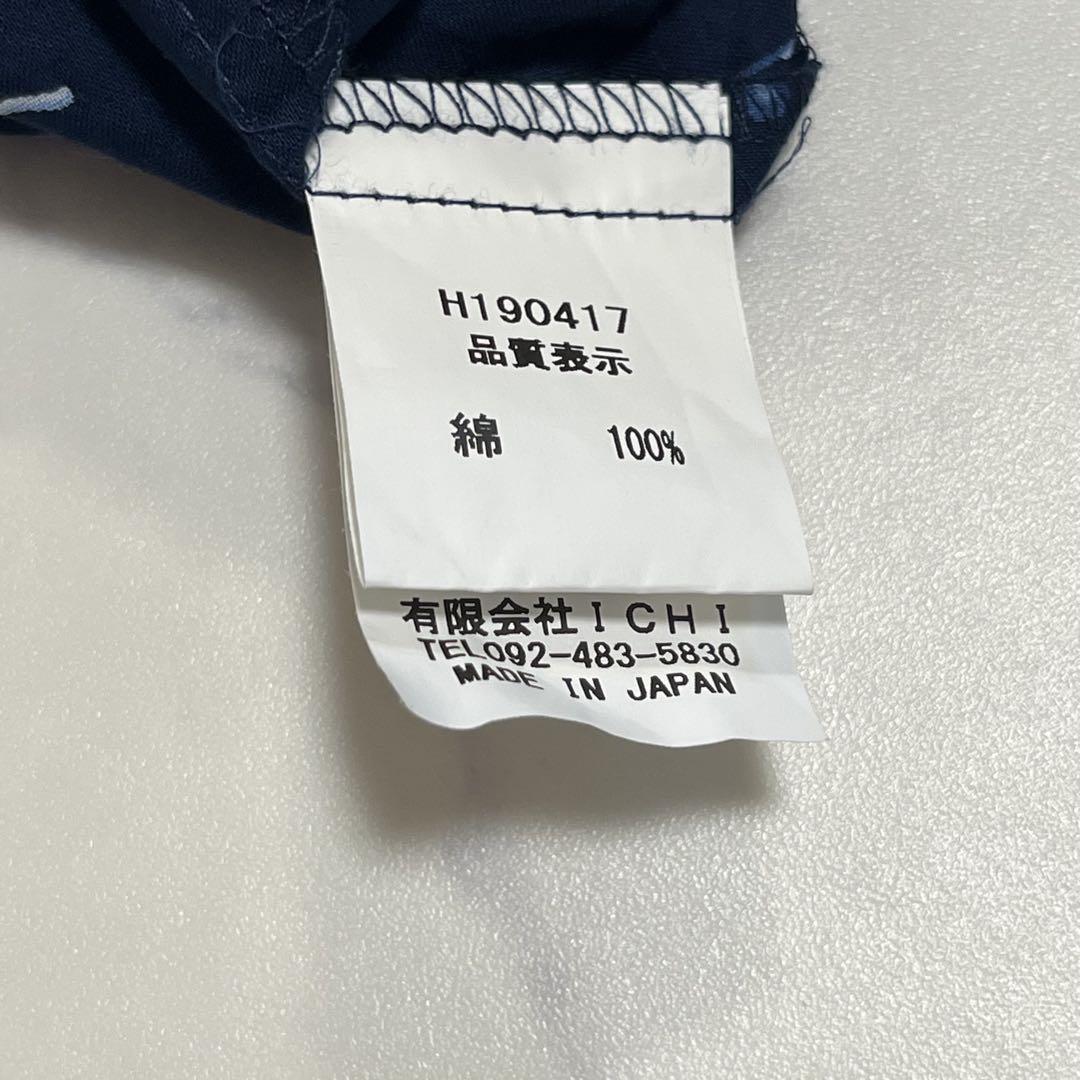 H190417
品質表示
綿 100%
有限会社ICHI
TEL092-483-5830
MADE IN JAPAN